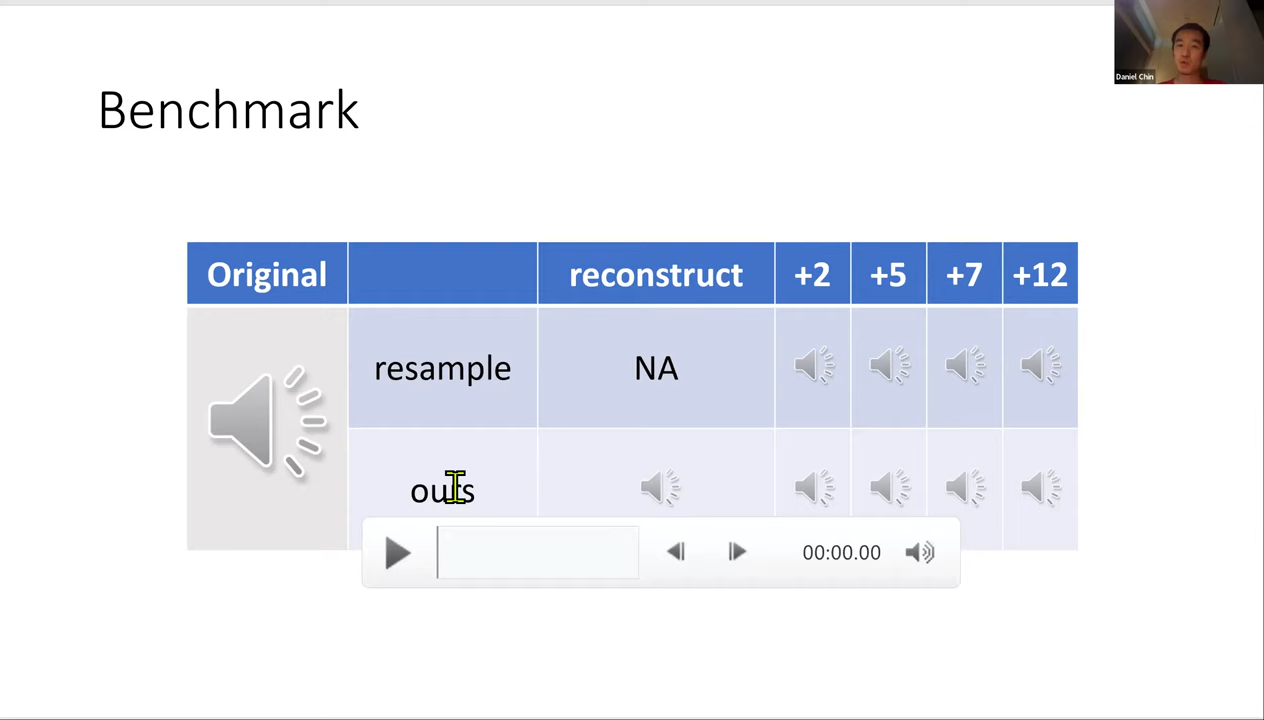 Daniel Chin
Benchmark
Original reconstruct +2 +5 +7 +12
resample NA
ours
00:00.00